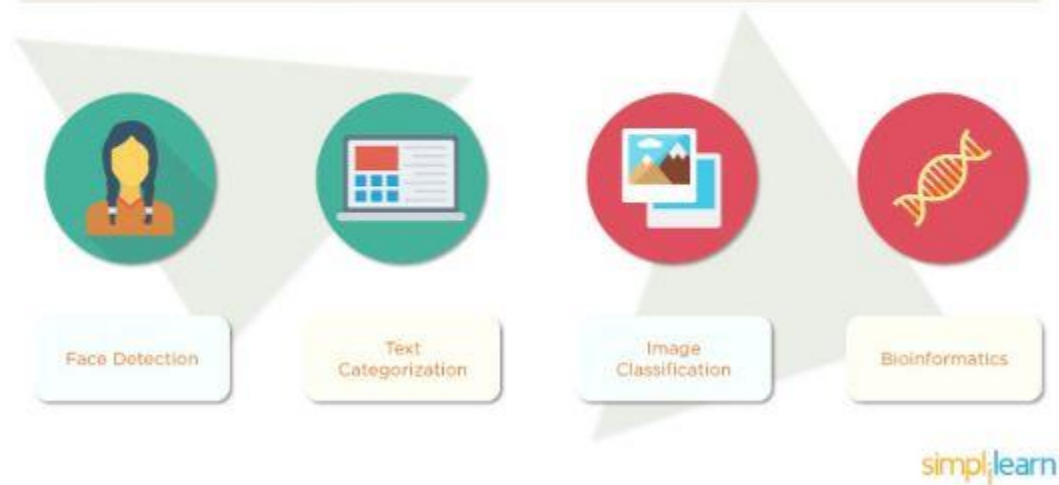 Face Detection
Text
Categorization
Image
Classification
Bioinformatics
simplilearn